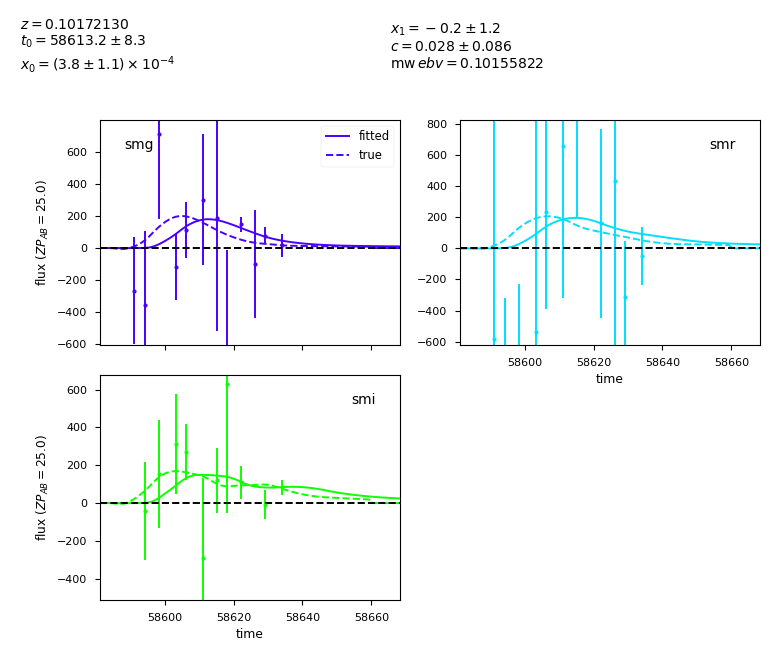 z = 0.10172130
t₀ = 58613.2 ± 8.3
x₀ = (3.8 ± 1.1) × 10⁻⁴
x₁ = −0.2 ± 1.2
c = 0.028 ± 0.086
mw ebv = 0.10155822
smg
fitted
true
600
400
200
0
−200
−400
−600
flux (ZP_AB = 25.0)
smr
800
600
400
200
0
−200
−400
−600
58600 58620 58640 58660
time
smi
600
400
200
0
−200
−400
flux (ZP_AB = 25.0)
58600 58620 58640 58660
time